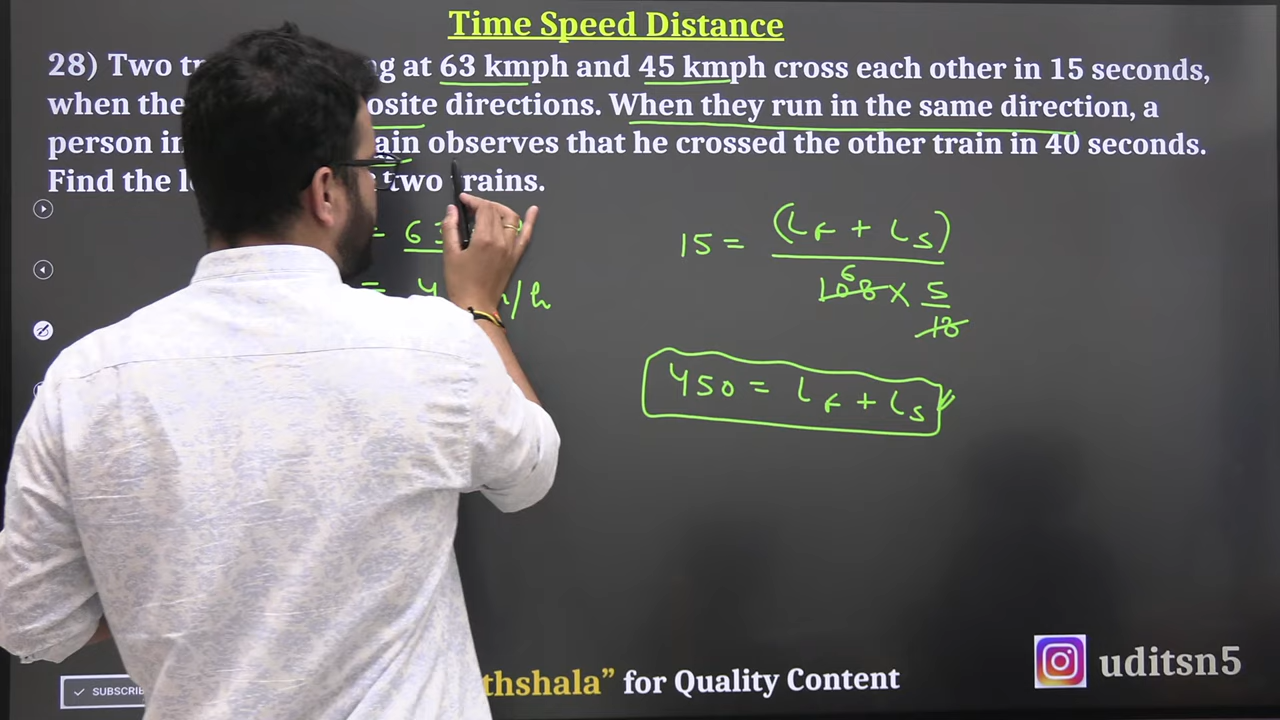 Time Speed Distance
28) Two g at 63 kmph and 45 kmph cross each other in 15 seconds,
when the osite directions. When they run in the same direction, a
person in ain observes that he crossed the other train in 40 seconds.
Find the two trains.
= 63
= 4 /h
15 = (LF + LS)
108 6 × 5
18
450 = LF + LS
SUBSCRIBE
thshala” for Quality Content
uditsn5